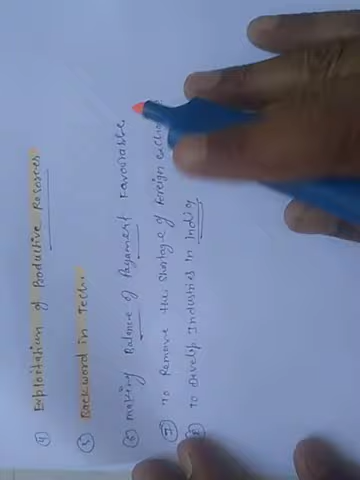 4) Exploitation of Productive Resources
5) Backward in Tech.
6) Making Balance of Payament Favourable.
7) To Remove the Shortage of Foreign
8) To Develop Industries in India